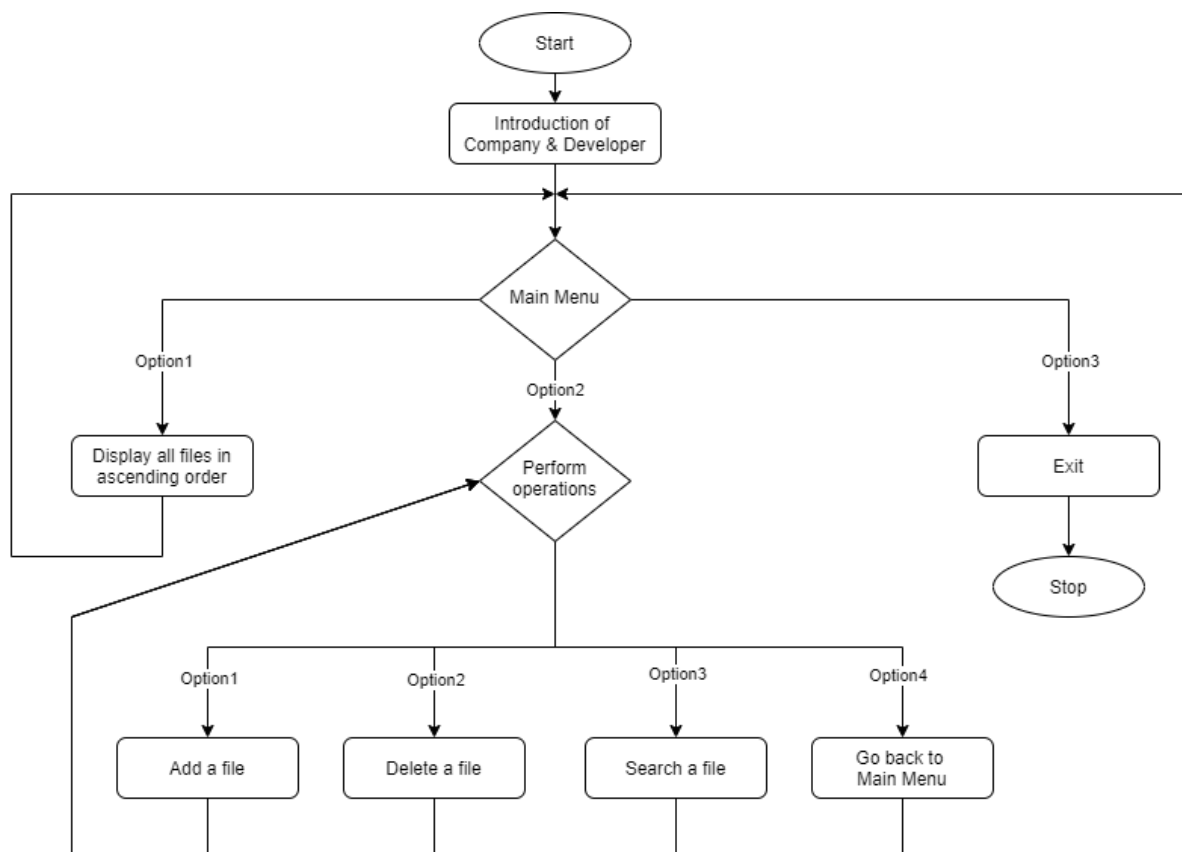 Start
Introduction of
Company & Developer
Main Menu
Option1
Option3
Option2
Display all files in
ascending order
Perform
operations
Exit
Stop
Option1
Option2
Option3
Option4
Add a file
Delete a file
Search a file
Go back to
Main Menu